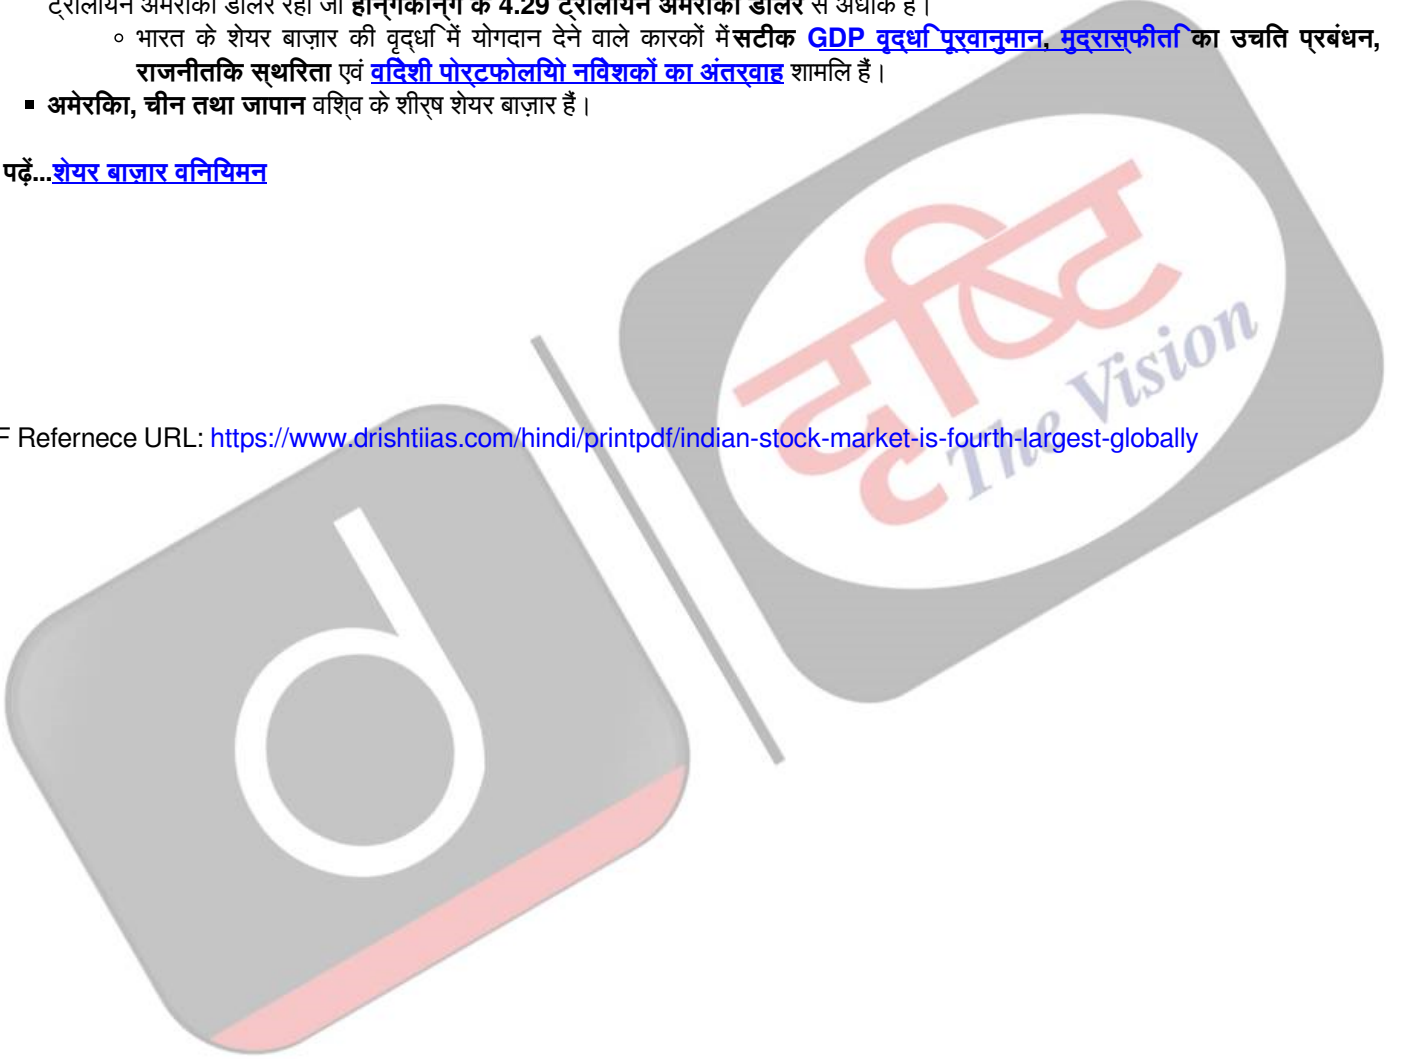 ट्रिलियन अमेरिकी डॉलर रहा जो हॉन्गकॉन्ग के 4.29 ट्रिलियन अमेरिकी डॉलर से अधिक है।
भारत के शेयर बाज़ार की वृद्धि में योगदान देने वाले कारकों में सटीक GDP वृद्धि पूर्वानुमान, मुद्रास्फीति का उचित प्रबंधन,
राजनीतिक स्थिरता एवं विदेशी पोर्टफोलियो निवेशकों का अंतर्वाह शामिल हैं।
अमेरिका, चीन तथा जापान विश्व के शीर्ष शेयर बाज़ार हैं।
पढ़ें...शेयर बाज़ार विनियमन
दृष्टि
The Vision
F Refernece URL: https://www.drishtiias.com/hindi/printpdf/indian-stock-market-is-fourth-largest-globally
d